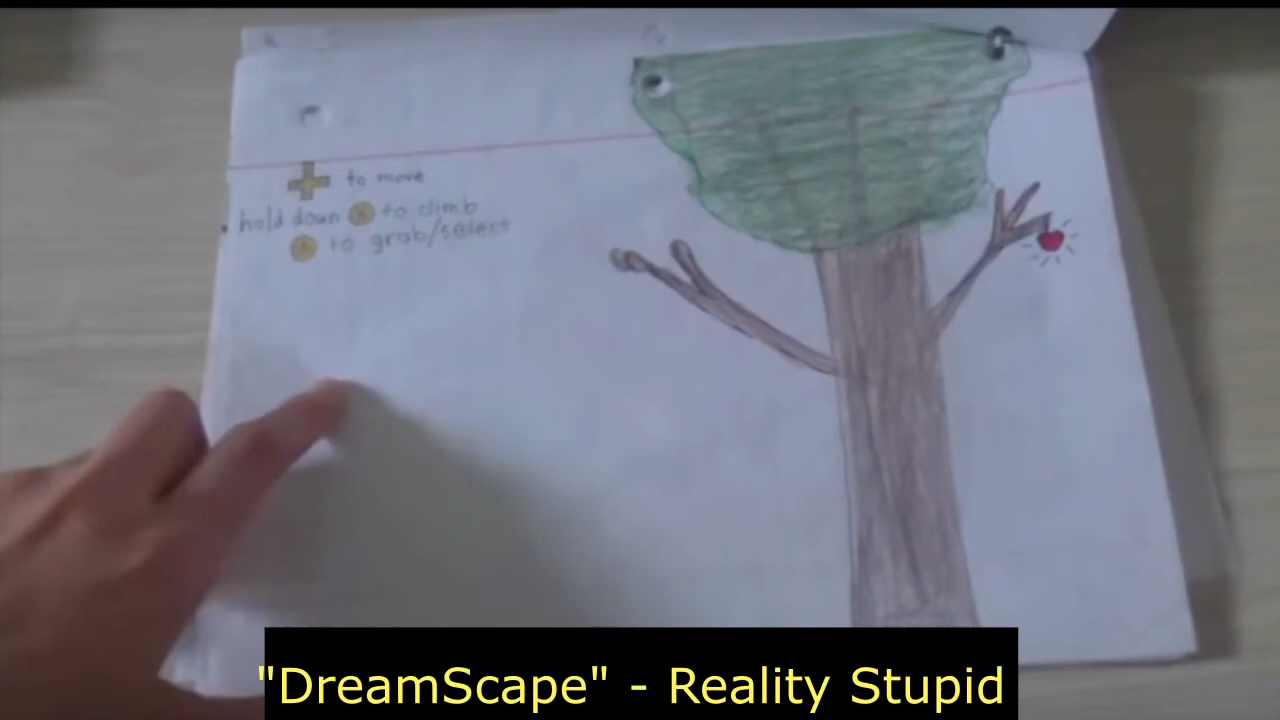 to move
hold down to climb
A to grab/select
"DreamScape" - Reality Stupid